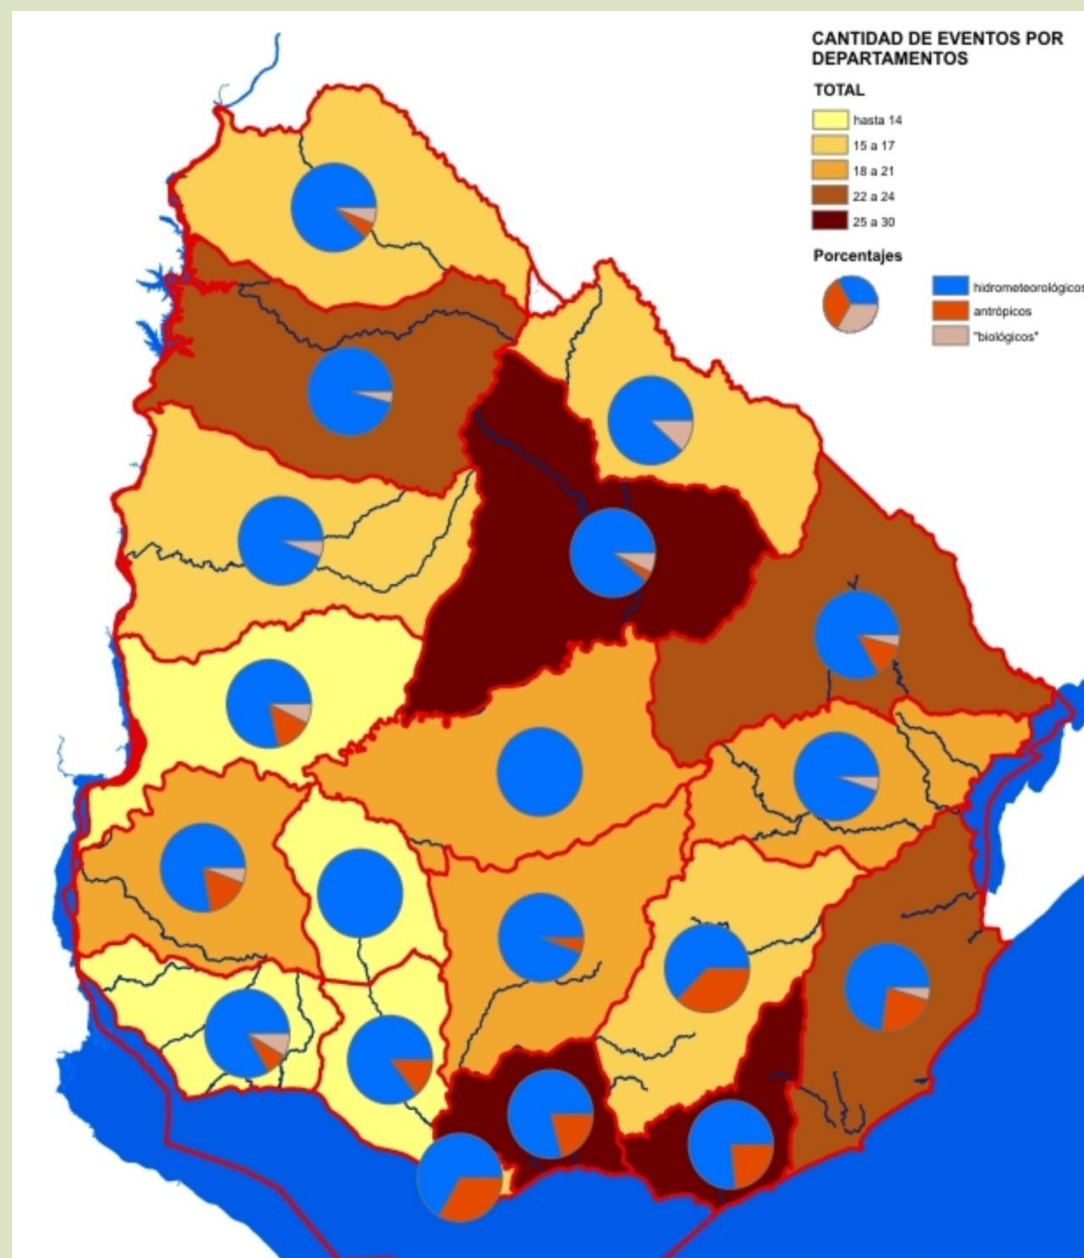 CANTIDAD DE EVENTOS POR
DEPARTAMENTOS
TOTAL
hasta 14
15 a 17
18 a 21
22 a 24
25 a 30
Porcentajes
hidrometeorológicos
antrópicos
"biológicos"